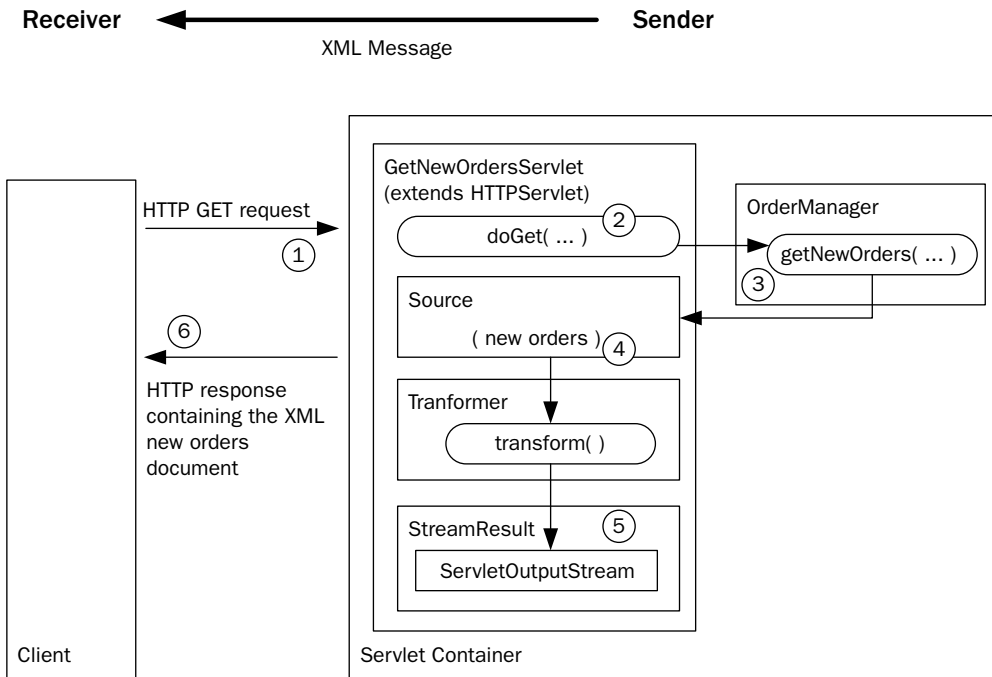 Receiver
Sender
XML Message
GetNewOrdersServlet
(extends HTTPServlet)
HTTP GET request
1
doGet( ... )
2
OrderManager
getNewOrders( ... )
3
Source
( new orders )
4
6
HTTP response
containing the XML
new orders
document
Tranformer
transform( )
StreamResult
5
ServletOutputStream
Client
Servlet Container